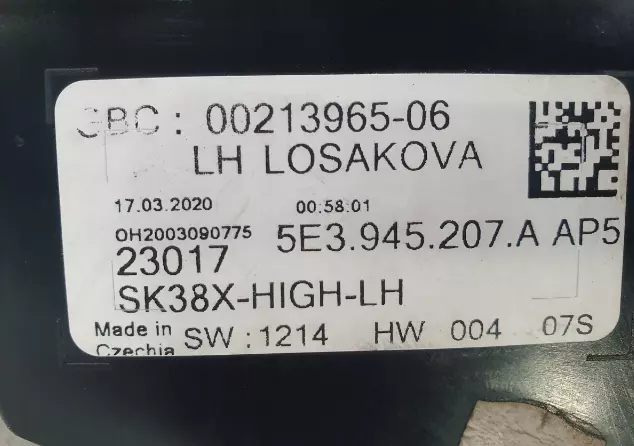 GBC: 00213965-06
LH LOSAKOVA
17.03.2020 00:58:01
OH2003090775 5E3.945.207.A AP5
23017
SK38X-HIGH-LH
Made in Czechia SW :1214 HW 004 07S